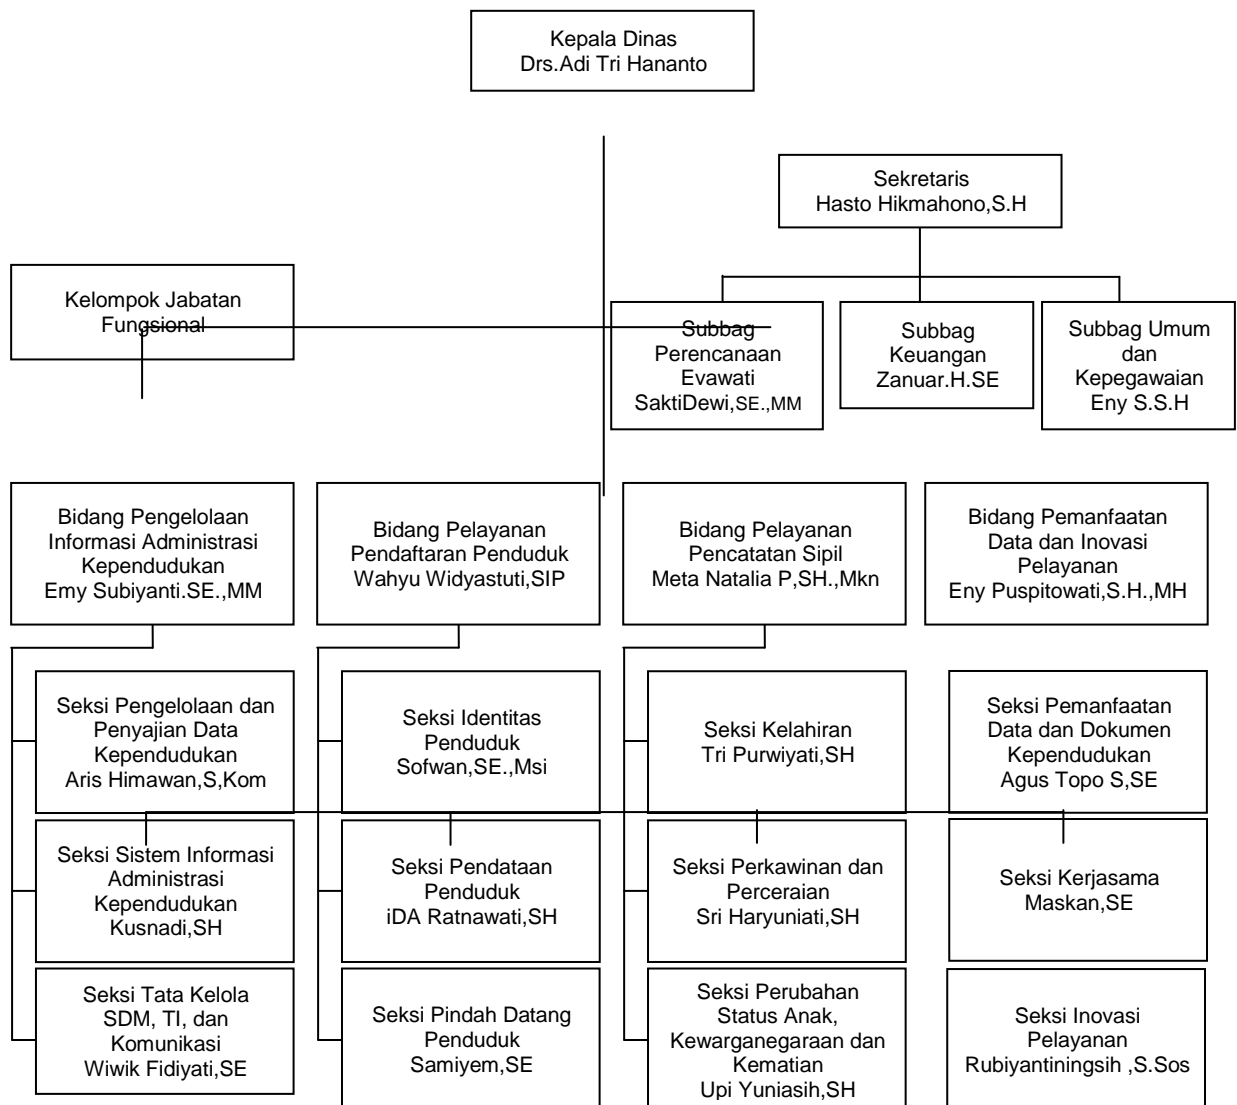 Kepala Dinas
Drs.Adi Tri Hananto
Sekretaris
Hasto Hikmahono,S.H
Kelompok Jabatan
Fungsional
Subbag
Perencanaan
Evawati
SaktiDewi,SE.,MM
Subbag
Keuangan
Zanuar.H.SE
Subbag Umum
dan
Kepegawaian
Eny S.S.H
Bidang Pengelolaan
Informasi Administrasi
Kependudukan
Emy Subiyanti.SE.,MM
Bidang Pelayanan
Pendaftaran Penduduk
Wahyu Widyastuti,SIP
Bidang Pelayanan
Pencatatan Sipil
Meta Natalia P,SH.,Mkn
Bidang Pemanfaatan
Data dan Inovasi
Pelayanan
Eny Puspitowati,S.H.,MH
Seksi Pengelolaan dan
Penyajian Data
Kependudukan
Aris Himawan,S,Kom
Seksi Identitas
Penduduk
Sofwan,SE.,Msi
Seksi Kelahiran
Tri Purwiyati,SH
Seksi Pemanfaatan
Data dan Dokumen
Kependudukan
Agus Topo S,SE
Seksi Sistem Informasi
Administrasi
Kependudukan
Kusnadi,SH
Seksi Pendataan
Penduduk
iDA Ratnawati,SH
Seksi Perkawinan dan
Perceraian
Sri Haryuniati,SH
Seksi Kerjasama
Maskan,SE
Seksi Tata Kelola
SDM, TI, dan
Komunikasi
Wiwik Fidiyati,SE
Seksi Pindah Datang
Penduduk
Samiyem,SE
Seksi Perubahan
Status Anak,
Kewarganegaraan dan
Kematian
Upi Yuniasih,SH
Seksi Inovasi
Pelayanan
Rubiyantiningsih ,S.Sos